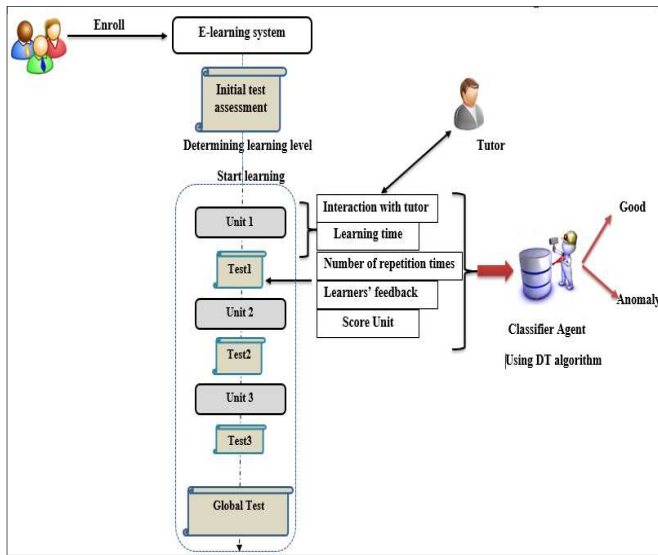 Enroll
E-learning system
Initial test
assessment
Determining learning level
Start learning
Tutor
Unit 1
Interaction with tutor
Learning time
Test1
Number of repetition times
Learners' feedback
Score Unit
Unit 2
Test2
Unit 3
Test3
Global Test
Good
Anomaly
Classifier Agent
Using DT algorithm